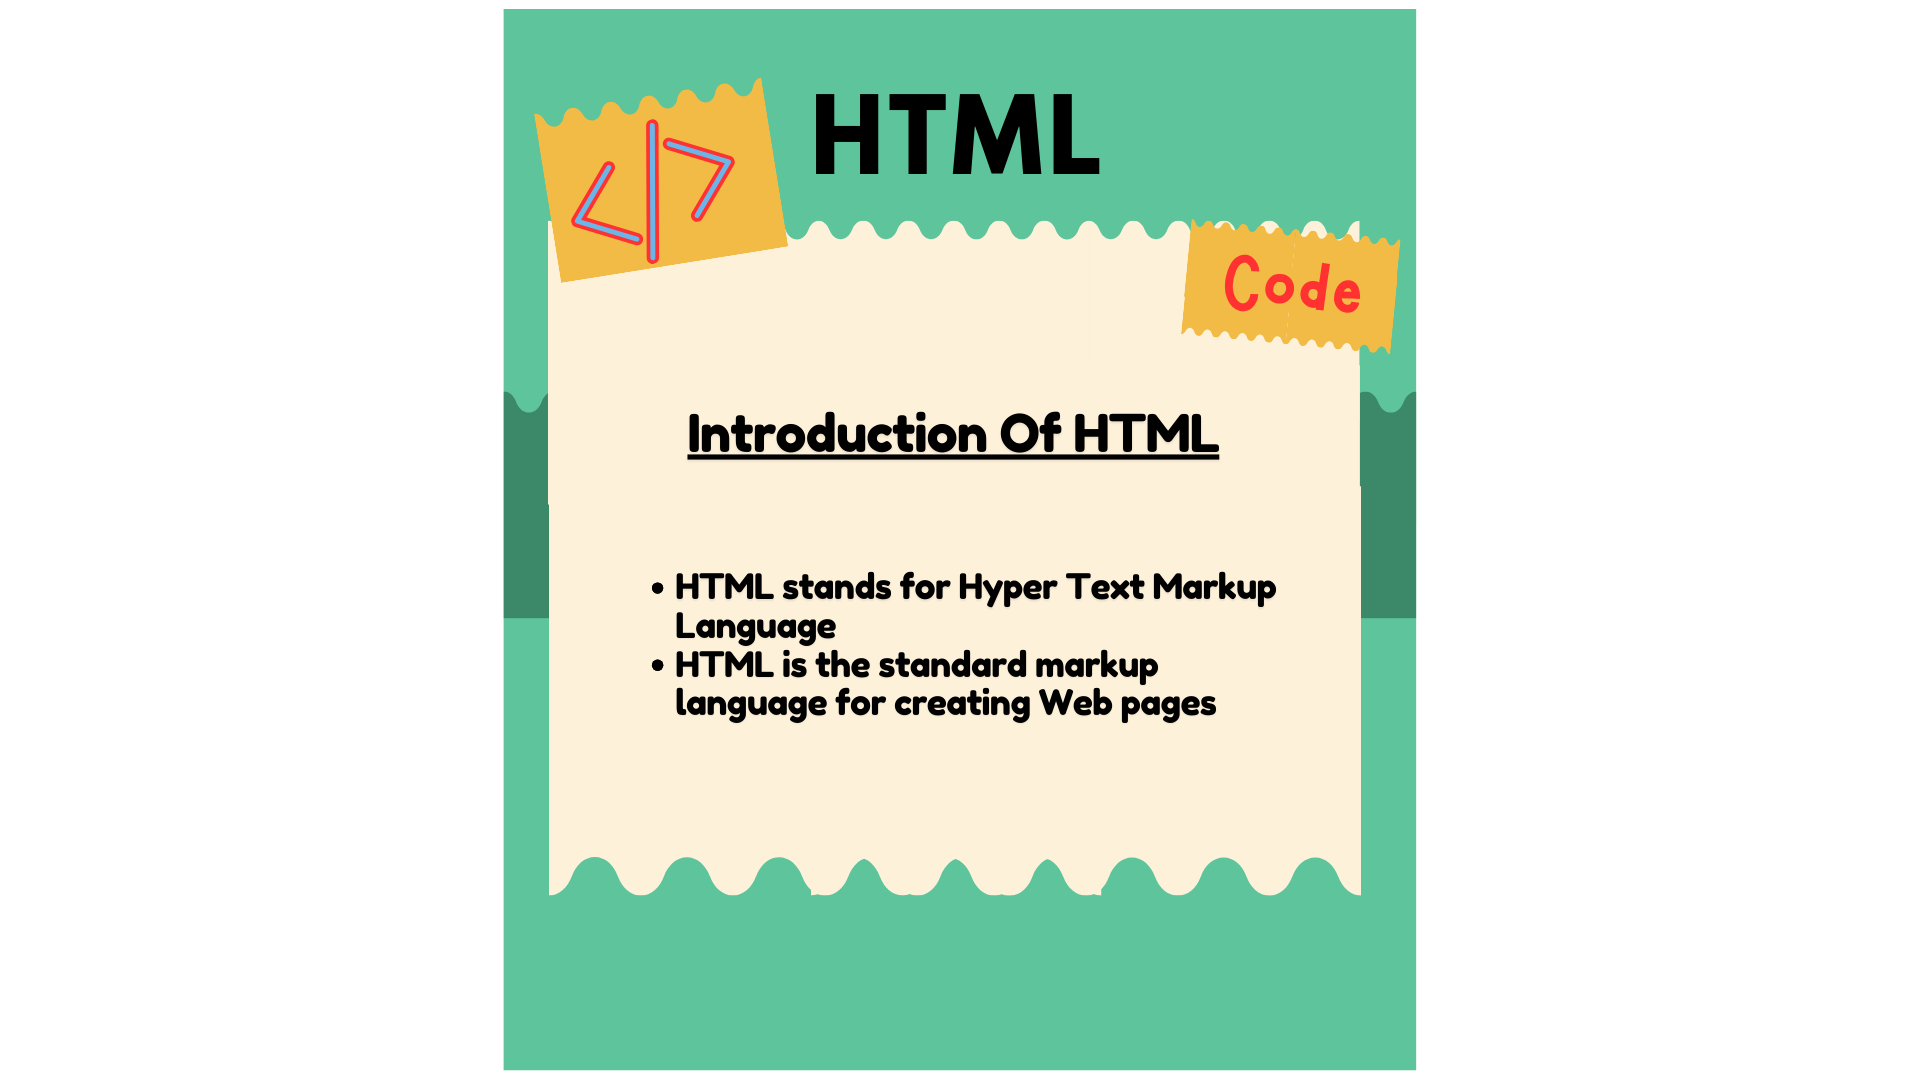 HTML
</>
Code
Introduction Of HTML
• HTML stands for Hyper Text Markup
Language
• HTML is the standard markup
language for creating Web pages